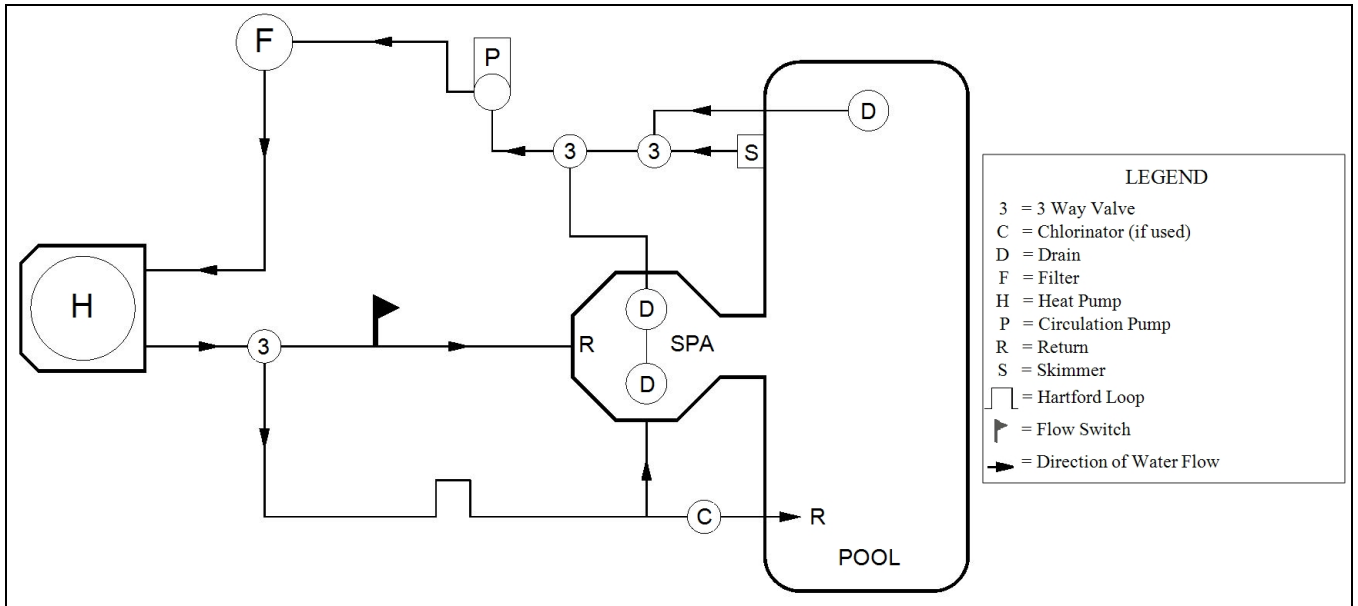 F
P
D
3
3
S
H
3
R
D
SPA
D
C
R
POOL
LEGEND
3 = 3 Way Valve
C = Chlorinator (if used)
D = Drain
F = Filter
H = Heat Pump
P = Circulation Pump
R = Return
S = Skimmer
= Hartford Loop
= Flow Switch
= Direction of Water Flow